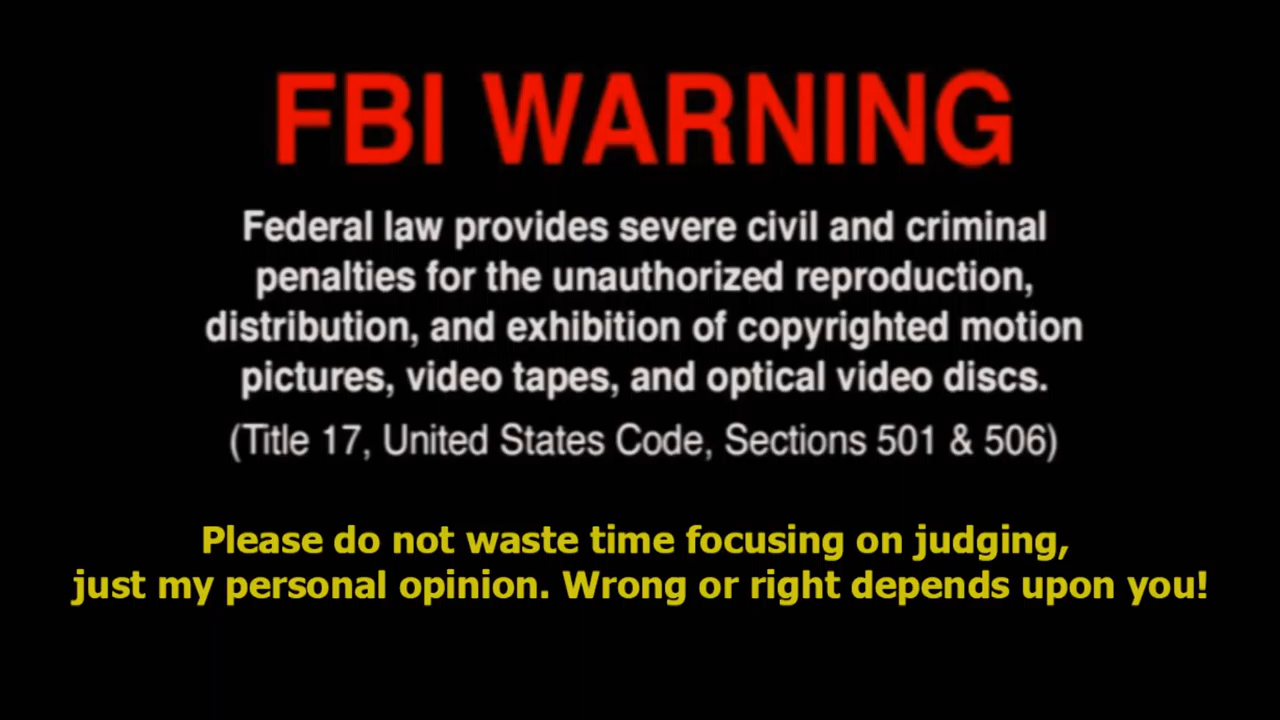 FBI WARNING
Federal law provides severe civil and criminal
penalties for the unauthorized reproduction,
distribution, and exhibition of copyrighted motion
pictures, video tapes, and optical video discs.
(Title 17, United States Code, Sections 501 & 506)
Please do not waste time focusing on judging,
just my personal opinion. Wrong or right depends upon you!